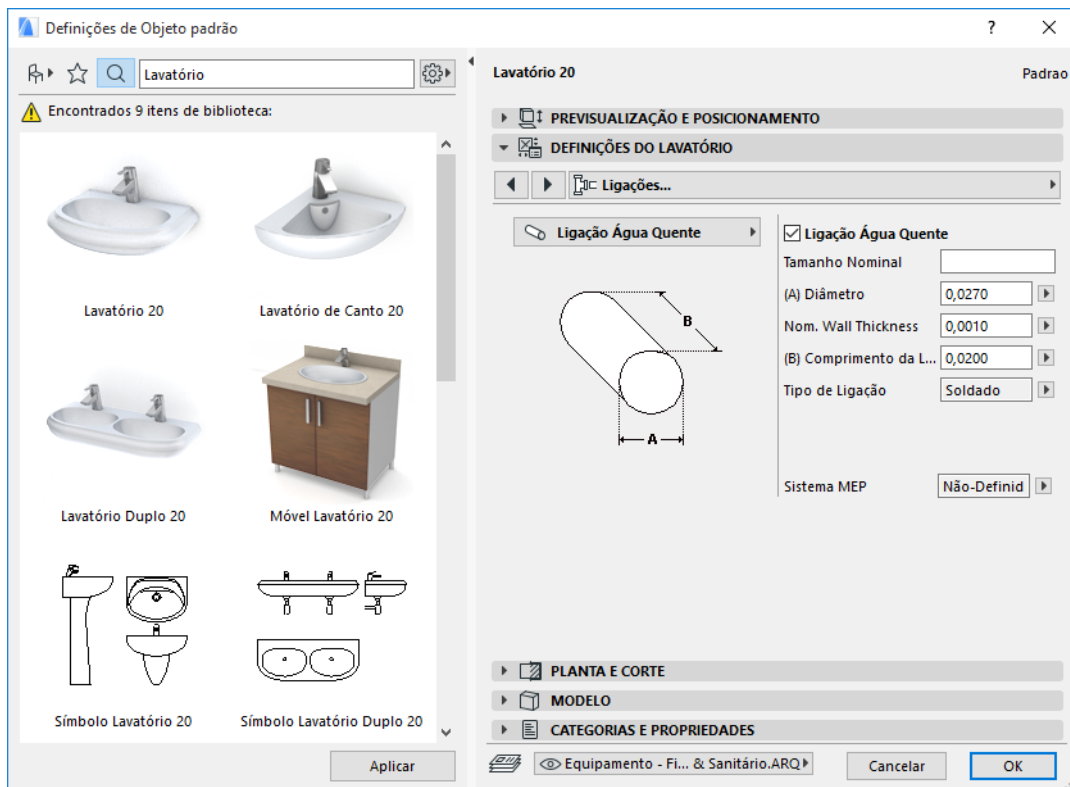 Definições de Objeto padrão
?
Lavatório
Encontrados 9 itens de biblioteca:
Lavatório 20
Lavatório de Canto 20
Lavatório Duplo 20
Móvel Lavatório 20
Símbolo Lavatório 20
Símbolo Lavatório Duplo 20
Aplicar
Lavatório 20
Padrao
PREVISUALIZAÇÃO E POSICIONAMENTO
DEFINIÇÕES DO LAVATÓRIO
Ligações...
Ligação Água Quente
B
A
Ligação Água Quente
Tamanho Nominal
(A) Diâmetro 0,0270
Nom. Wall Thickness 0,0010
(B) Comprimento da L... 0,0200
Tipo de Ligação Soldado
Sistema MEP Não-Definid
PLANTA E CORTE
MODELO
CATEGORIAS E PROPRIEDADES
Equipamento - Fi... & Sanitário.ARQ
Cancelar
OK